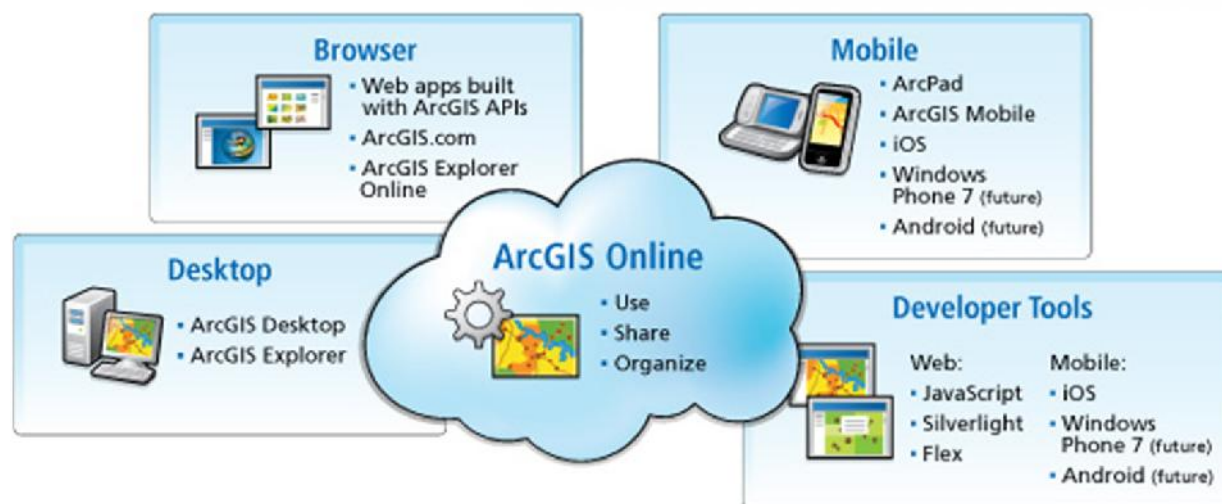 Browser
▪ Web apps built
with ArcGIS APIs
▪ ArcGIS.com
▪ ArcGIS Explorer
Online
Mobile
▪ ArcPad
▪ ArcGIS Mobile
▪ iOS
▪ Windows
Phone 7 (future)
▪ Android (future)
Desktop
▪ ArcGIS Desktop
▪ ArcGIS Explorer
ArcGIS Online
▪ Use
▪ Share
▪ Organize
Developer Tools
Web:
▪ JavaScript
▪ Silverlight
▪ Flex
Mobile:
▪ iOS
▪ Windows
Phone 7 (future)
▪ Android (future)